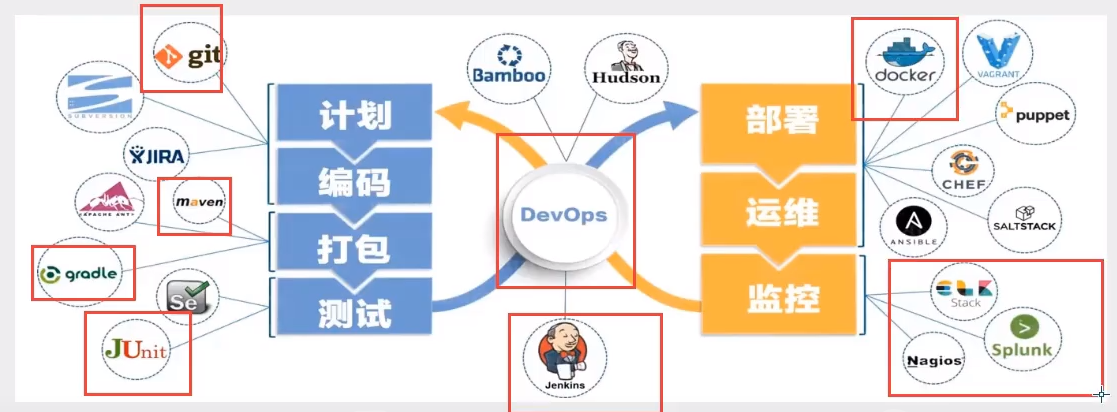 git
SUBVERSION
JIRA
APACHE ANT
maven
gradle
Se
JUnit
计划
编码
打包
测试
Bamboo
Hudson
DevOps
Jenkins
部署
运维
监控
docker
VAGRANT
puppet
CHEF
ANSIBLE
SALTSTACK
ELK
Stack
Splunk
Nagios